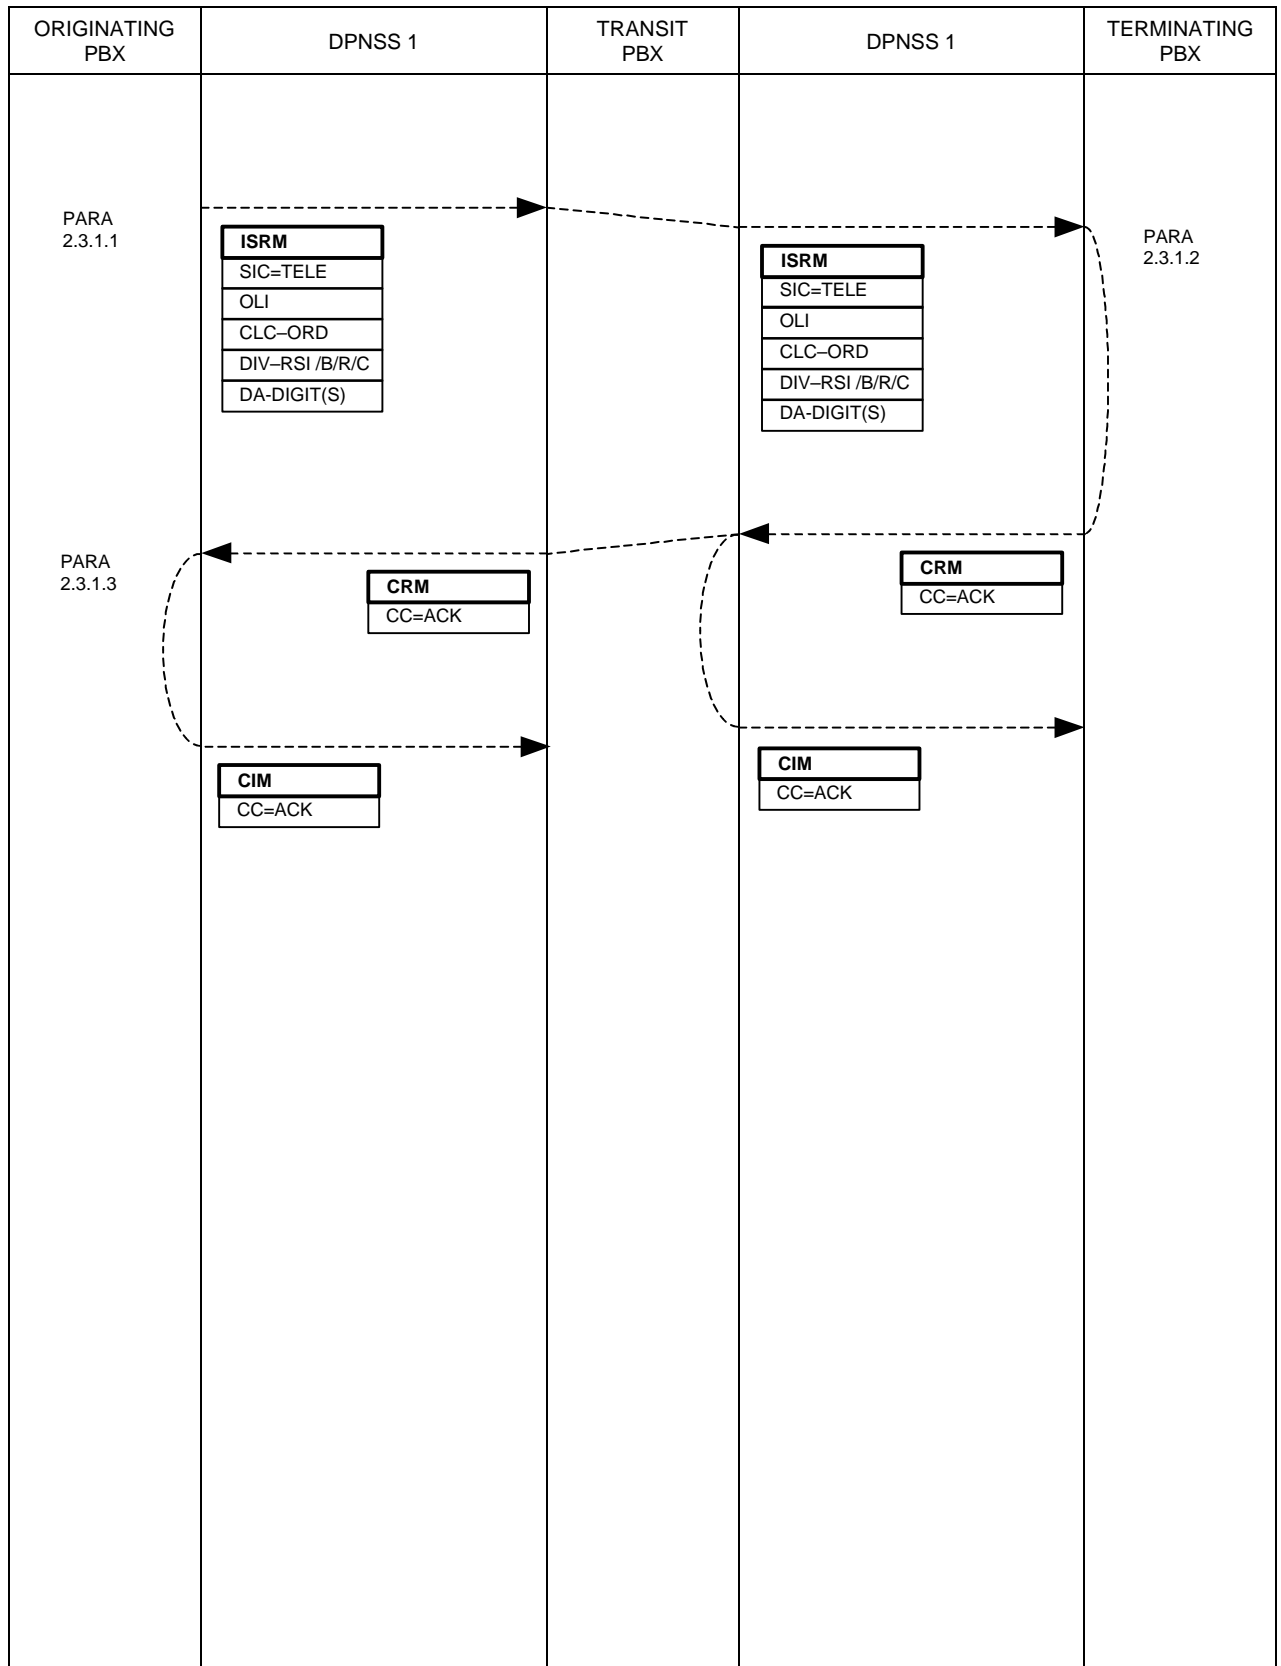 ORIGINATING
PBX
DPNSS 1
TRANSIT
PBX
DPNSS 1
TERMINATING
PBX
PARA
2.3.1.1
ISRM
SIC=TELE
OLI
CLC–ORD
DIV–RSI /B/R/C
DA-DIGIT(S)
ISRM
SIC=TELE
OLI
CLC–ORD
DIV–RSI /B/R/C
DA-DIGIT(S)
PARA
2.3.1.2
PARA
2.3.1.3
CRM
CC=ACK
CRM
CC=ACK
CIM
CC=ACK
CIM
CC=ACK